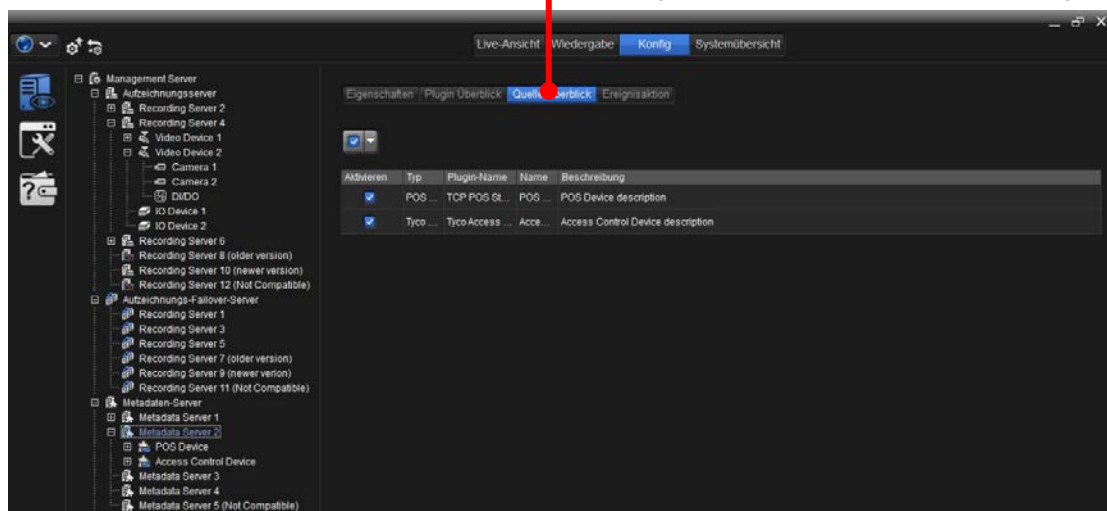 Live-Ansicht Wiedergabe Konfig Systemübersicht
Management Server
Aufzeichnungsserver
Recording Server 2
Recording Server 4
Video Device 1
Video Device 2
Camera 1
Camera 2
DI/DO
IO Device 1
IO Device 2
Recording Server 6
Recording Server 8 (older version)
Recording Server 10 (newer version)
Recording Server 12 (Not Compatible)
Aufzeichnungs-Failover-Server
Recording Server 1
Recording Server 3
Recording Server 5
Recording Server 7 (older version)
Recording Server 9 (newer verion)
Recording Server 11 (Not Compatible)
Metadaten-Server
Metadata Server 1
Metadata Server 2
POS Device
Access Control Device
Metadata Server 3
Metadata Server 4
Metadata Server 5 (Not Compatible)
Eigenschaften Plugin Überblick Ereignisaktion
Aktivieren Typ Plugin-Name Name Beschreibung
POS ... TCP POS St... POS ... POS Device description
Tyco ... Tyco Access ... Acce... Access Control Device description